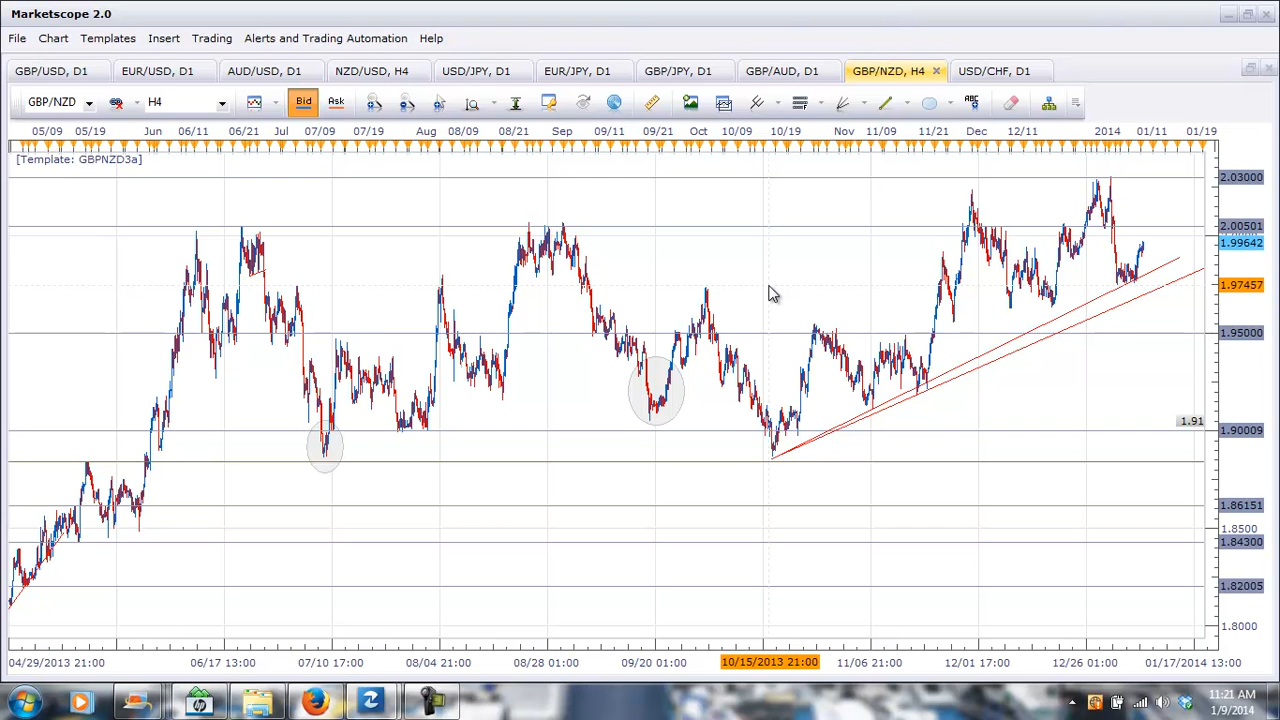 Marketscope 2.0
File Chart Templates Insert Trading Alerts and Trading Automation Help
GBP/USD, D1 EUR/USD, D1 AUD/USD, D1 NZD/USD, H4 USD/JPY, D1 EUR/JPY, D1 GBP/JPY, D1 GBP/AUD, D1 GBP/NZD, H4 USD/CHF, D1
GBP/NZD H4 Bid Ask ABC
05/09 05/19 Jun 06/11 06/21 Jul 07/09 07/19 Aug 08/09 08/21 Sep 09/11 09/21 Oct 10/09 10/19 Nov 11/09 11/21 Dec 12/11 2014 01/11 01/19
[Template: GBPNZD3a]
2.03000
2.00501
1.99642
1.97457
1.95000
1.91
1.90009
1.86151
1.8500
1.84300
1.82005
1.8000
04/29/2013 21:00 06/17 13:00 07/10 17:00 08/04 21:00 08/28 01:00 09/20 01:00 10/15/2013 21:00 11/06 21:00 12/01 17:00 12/26 01:00 01/17/2014 13:00
11:21 AM
1/9/2014